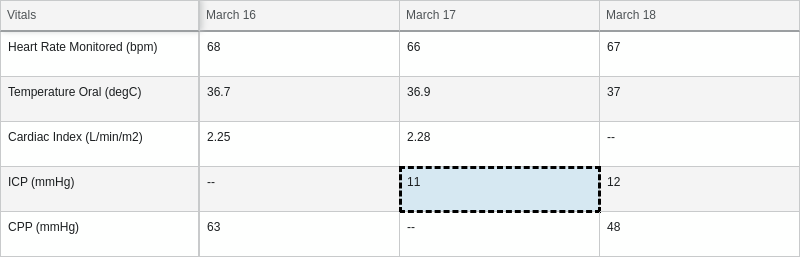 Vitals March 16 March 17 March 18
Heart Rate Monitored (bpm) 68 66 67
Temperature Oral (degC) 36.7 36.9 37
Cardiac Index (L/min/m2) 2.25 2.28 --
ICP (mmHg) -- 11 12
CPP (mmHg) 63 -- 48